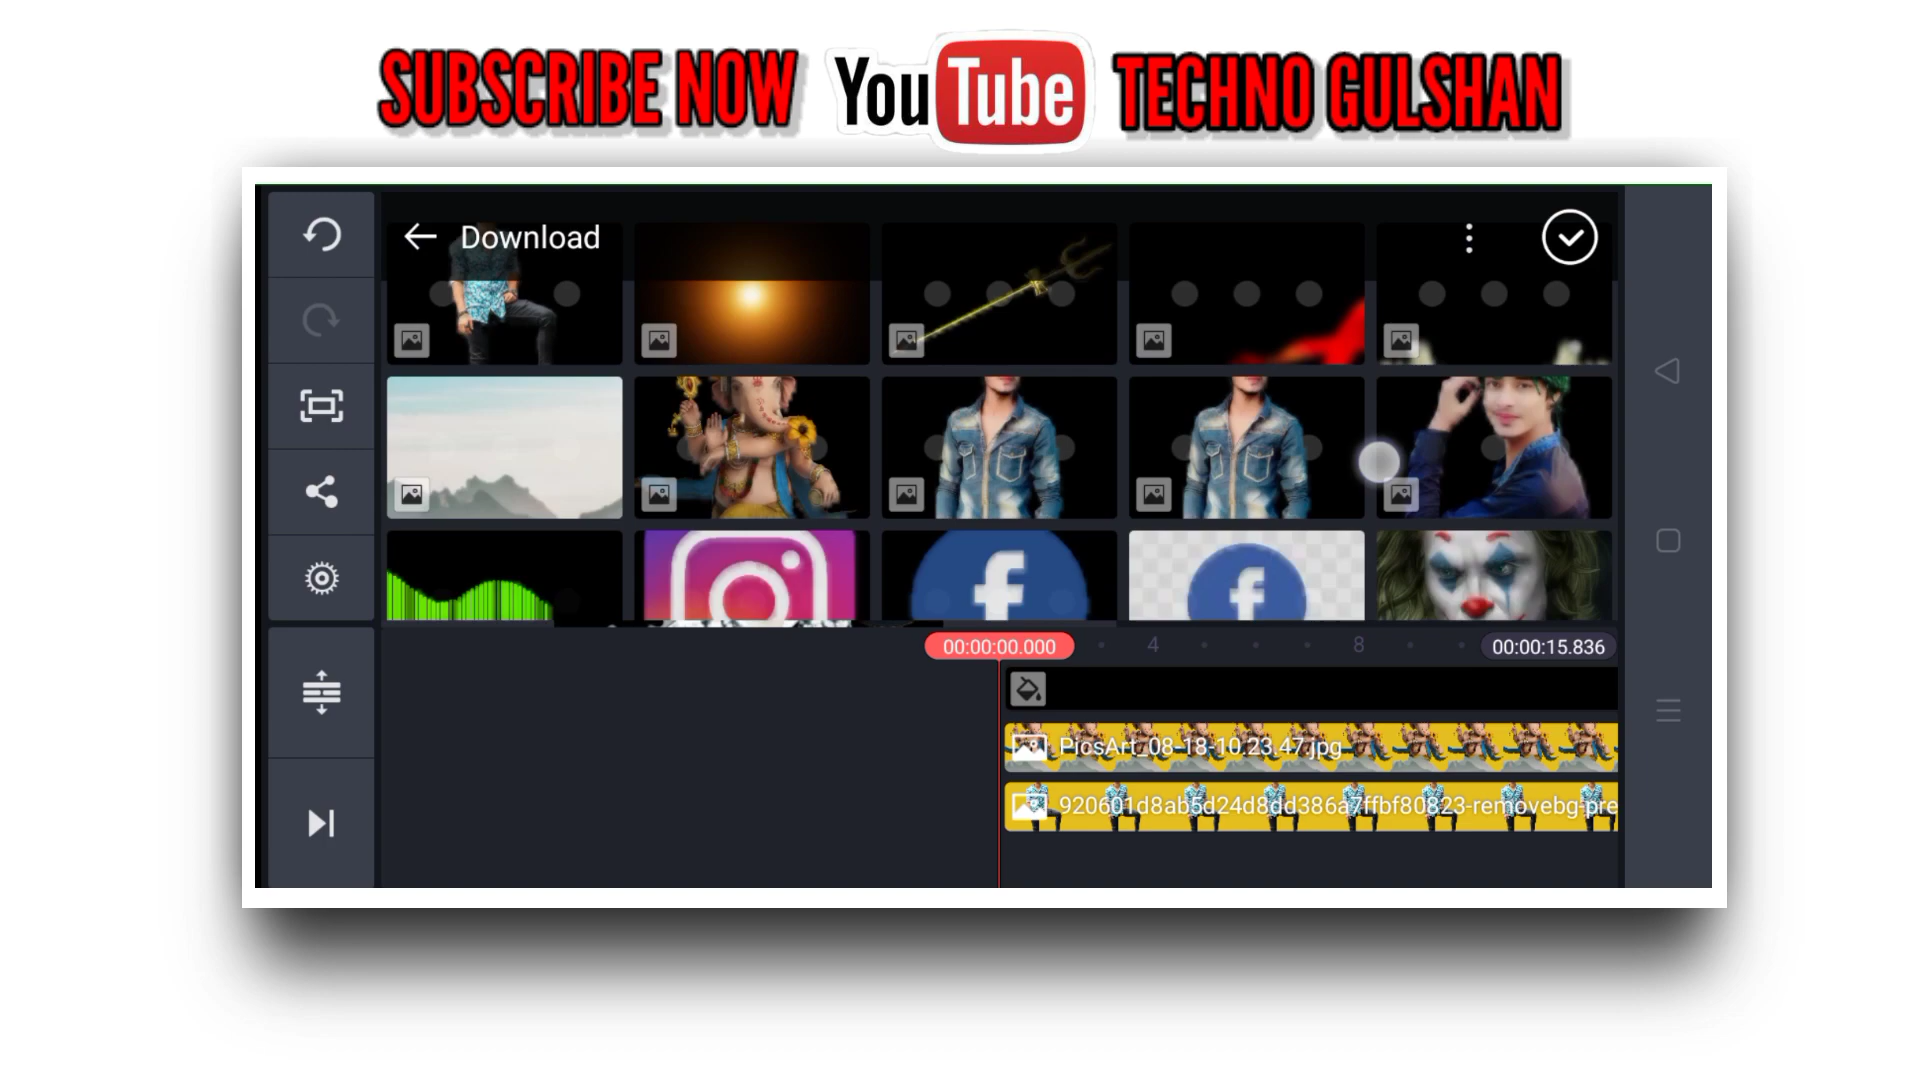 SUBSCRIBE NOW YouTube TECHNO GULSHAN
Download
00:00:00.000 4 8 00:00:15.836
PicsArt_08-18-10.23.47.jpg
920601d8ab5d24d8dd386a7ffbf80823-removebg-pre